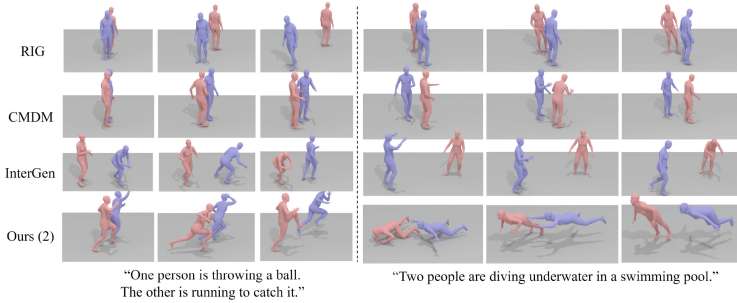 RIG
CMDM
InterGen
Ours (2)
“One person is throwing a ball.
The other is running to catch it.”
“Two people are diving underwater in a swimming pool.”